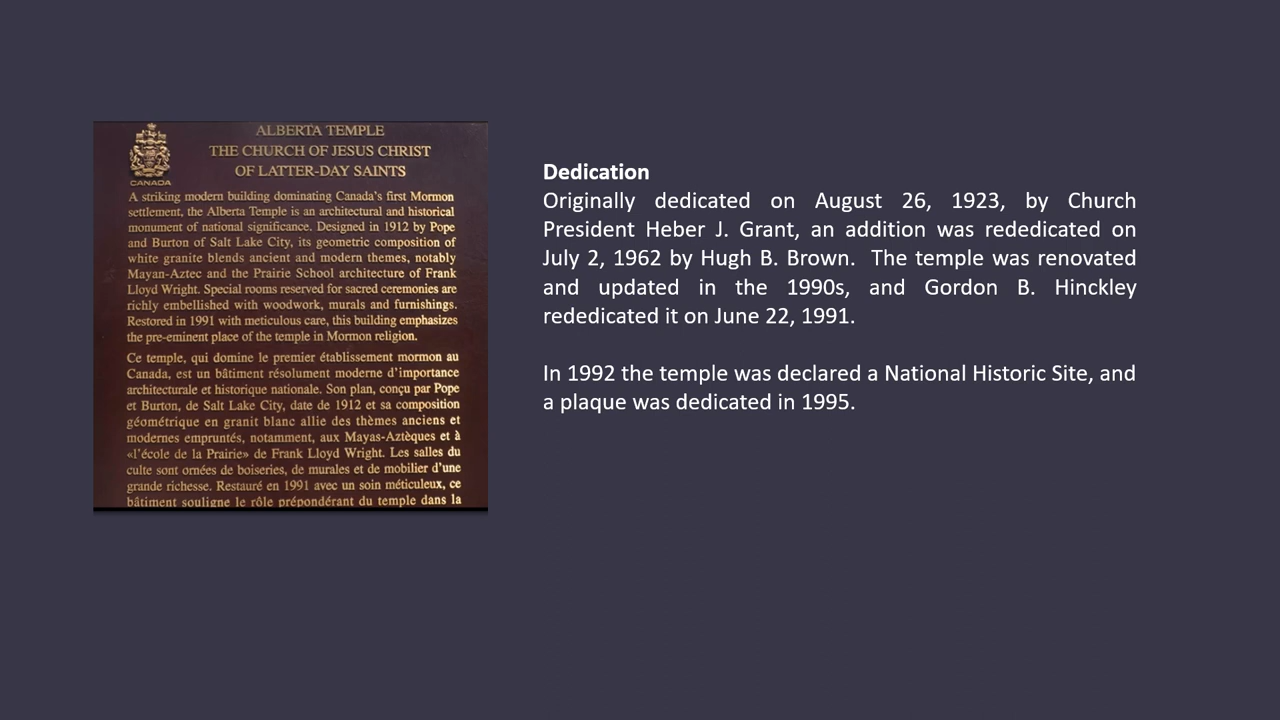 CANADA
ALBERTA TEMPLE
THE CHURCH OF JESUS CHRIST
OF LATTER-DAY SAINTS
A striking modern building dominating Canada's first Mormon
settlement, the Alberta Temple is an architectural and historical
monument of national significance. Designed in 1912 by Pope
and Burton of Salt Lake City, its geometric composition of
white granite blends ancient and modern themes, notably
Mayan-Aztec and the Prairie School architecture of Frank
Lloyd Wright. Special rooms reserved for sacred ceremonies are
richly embellished with woodwork, murals and furnishings.
Restored in 1991 with meticulous care, this building emphasizes
the pre-eminent place of the temple in Mormon religion.
Ce temple, qui domine le premier établissement mormon au
Canada, est un bâtiment résolument moderne d'importance
architecturale et historique nationale. Son plan, conçu par Pope
et Burton, de Salt Lake City, date de 1912 et sa composition
géométrique en granit blanc allie des thèmes anciens et
modernes empruntés, notamment, aux Mayas-Aztèques et à
«l'école de la Prairie» de Frank Lloyd Wright. Les salles du
culte sont ornées de boiseries, de murales et de mobilier d'une
grande richesse. Restauré en 1991 avec un soin méticuleux, ce
bâtiment souligne le rôle prépondérant du temple dans la
Dedication
Originally dedicated on August 26, 1923, by Church
President Heber J. Grant, an addition was rededicated on
July 2, 1962 by Hugh B. Brown. The temple was renovated
and updated in the 1990s, and Gordon B. Hinckley
rededicated it on June 22, 1991.
In 1992 the temple was declared a National Historic Site, and
a plaque was dedicated in 1995.